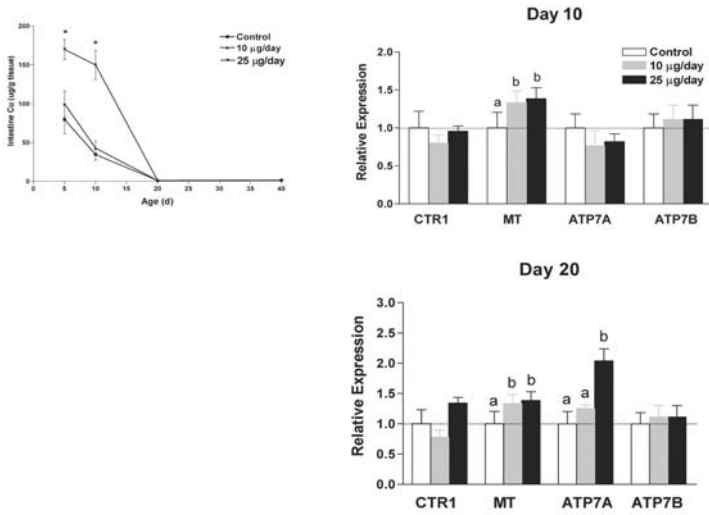 Intestine Cu (ug/g tissue)
200
150
100
50
0
0 5 10 15 20 25 30 35 40
Age (d)
* *
Control
10 µg/day
25 µg/day
Day 10
Relative Expression
2.0
1.5
1.0
0.5
0.0
Control
10 µg/day
25 µg/day
a b b
CTR1 MT ATP7A ATP7B
Day 20
Relative Expression
3.0
2.5
2.0
1.5
1.0
0.5
0.0
a b b a a b
CTR1 MT ATP7A ATP7B